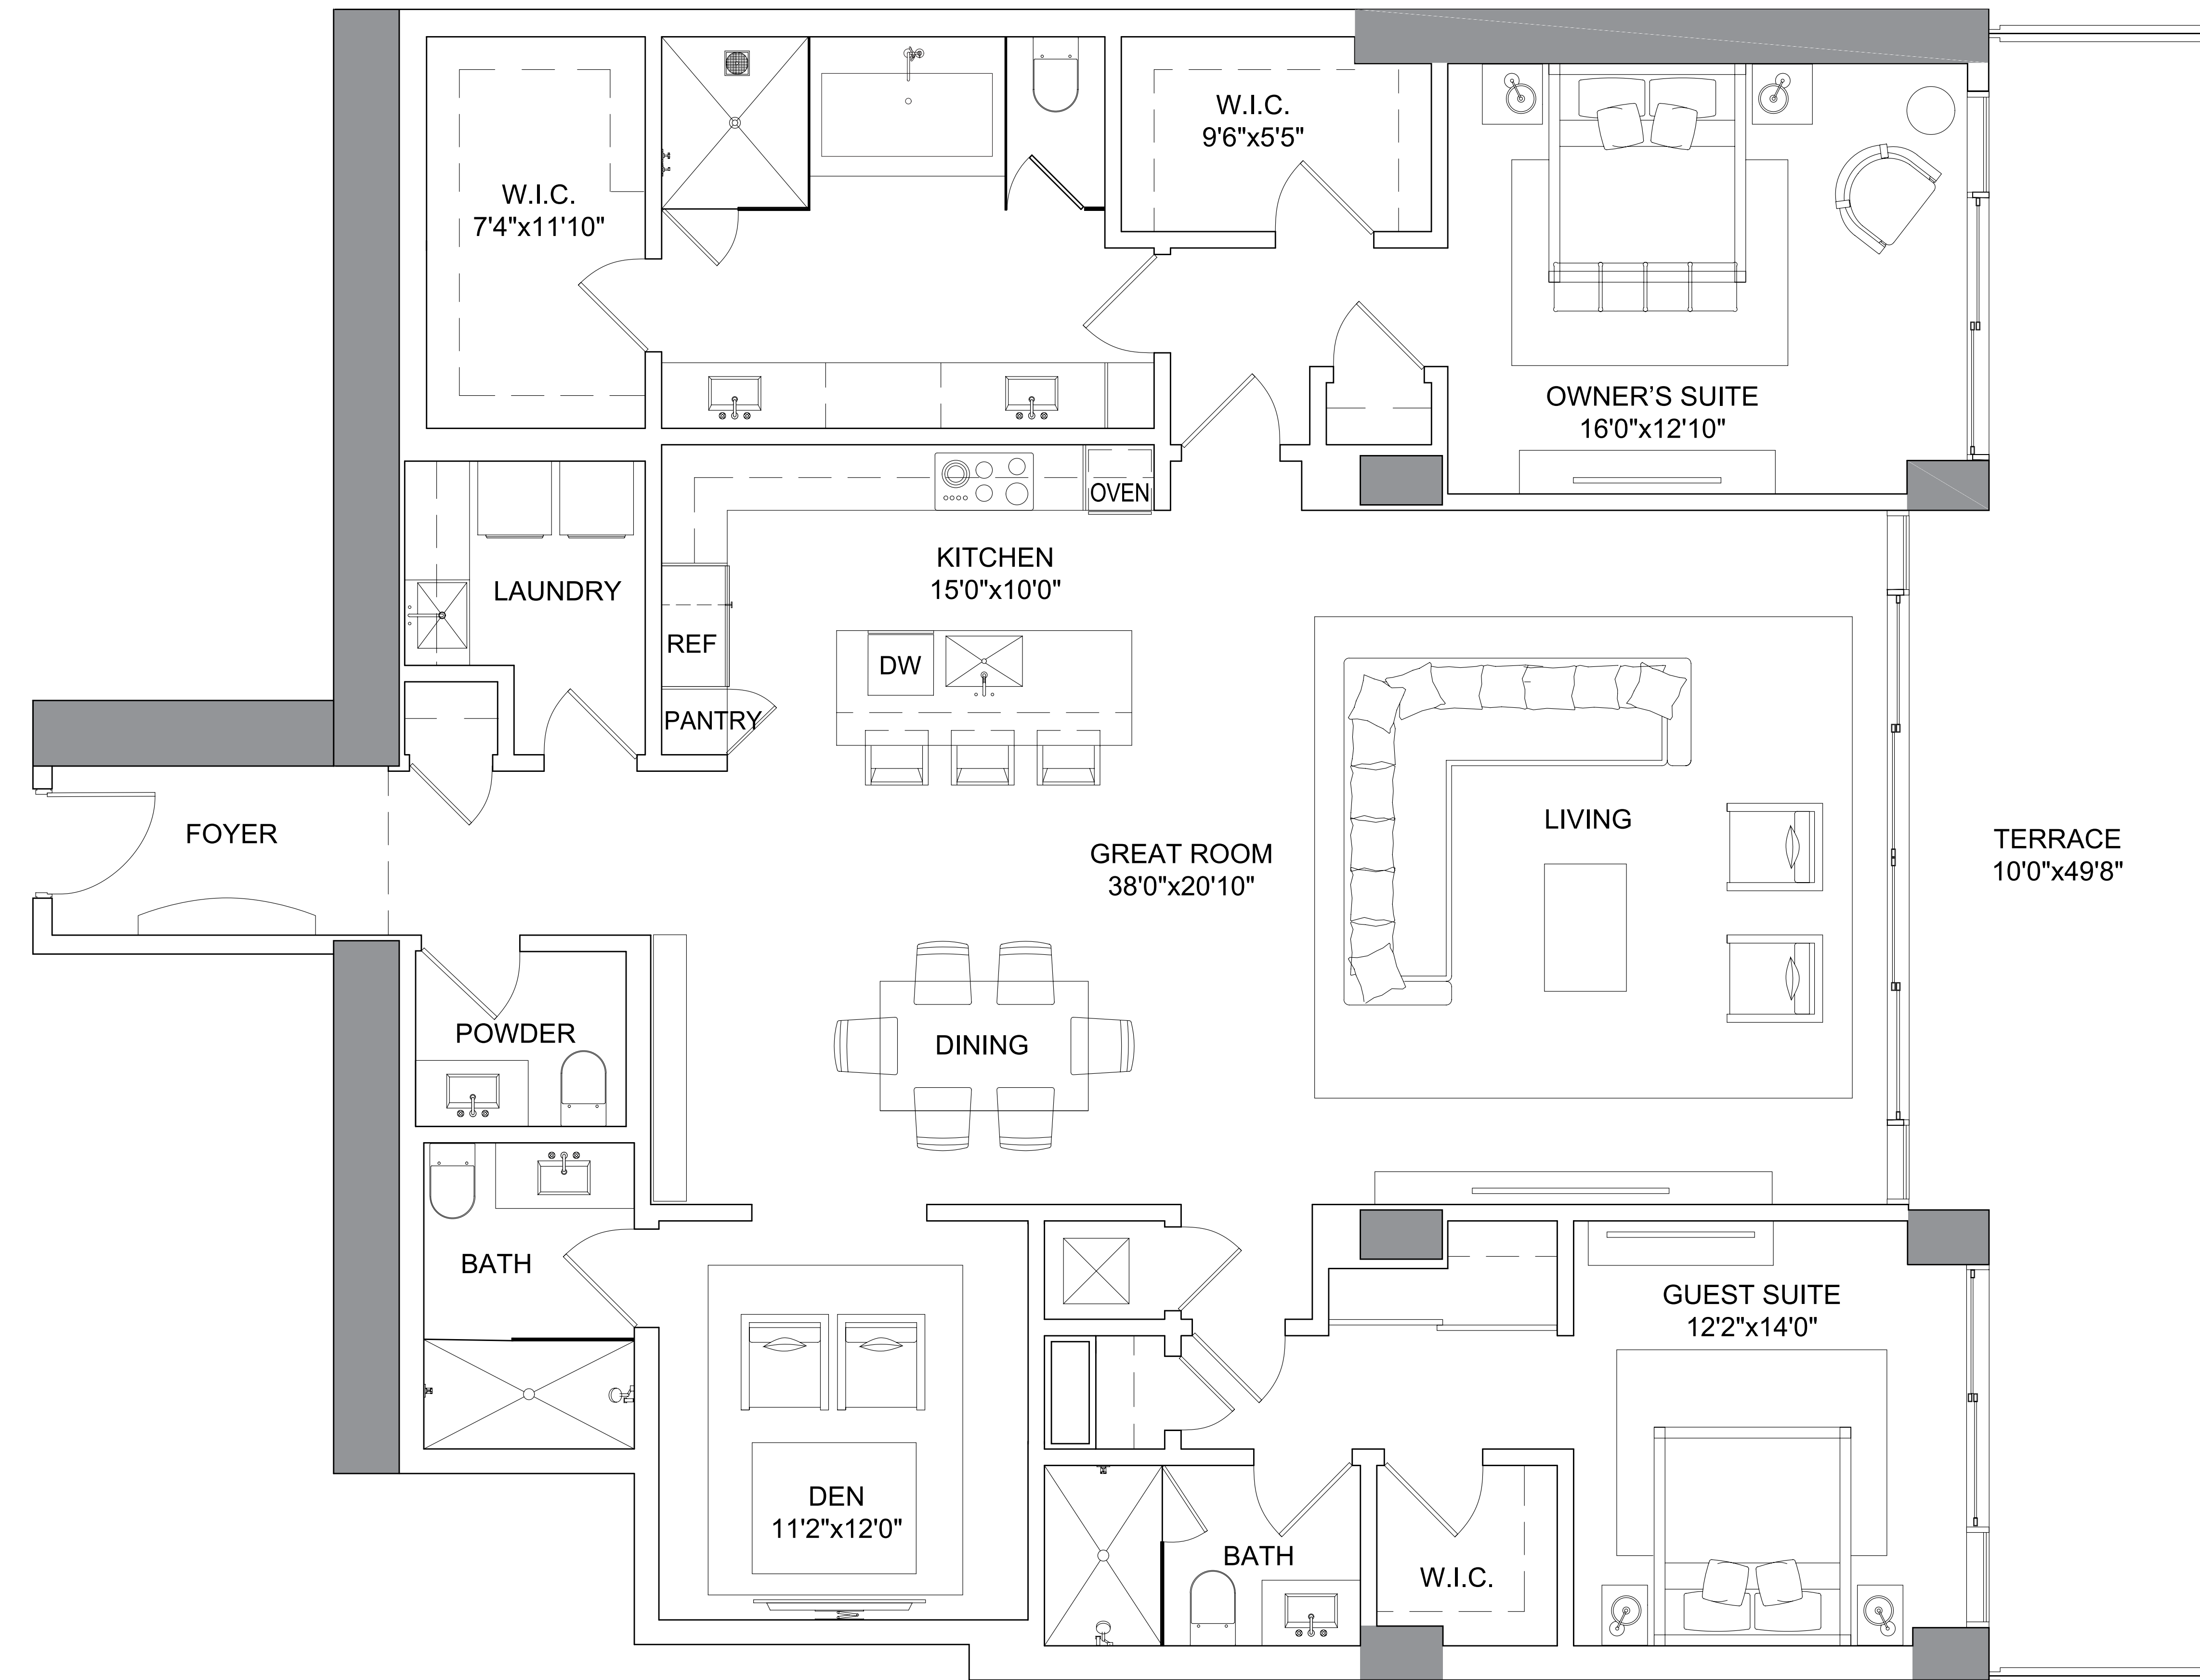 W.I.C.
9'6"x5'5"
W.I.C.
7'4"x11'10"
OWNER’S SUITE
16'0"x12'10"
OVEN
KITCHEN
15'0"x10'0"
LAUNDRY
REF
DW
PANTRY
FOYER
LIVING
GREAT ROOM
38'0"x20'10"
TERRACE
10'0"x49'8"
POWDER
DINING
BATH
GUEST SUITE
12'2"x14'0"
DEN
11'2"x12'0"
BATH
W.I.C.